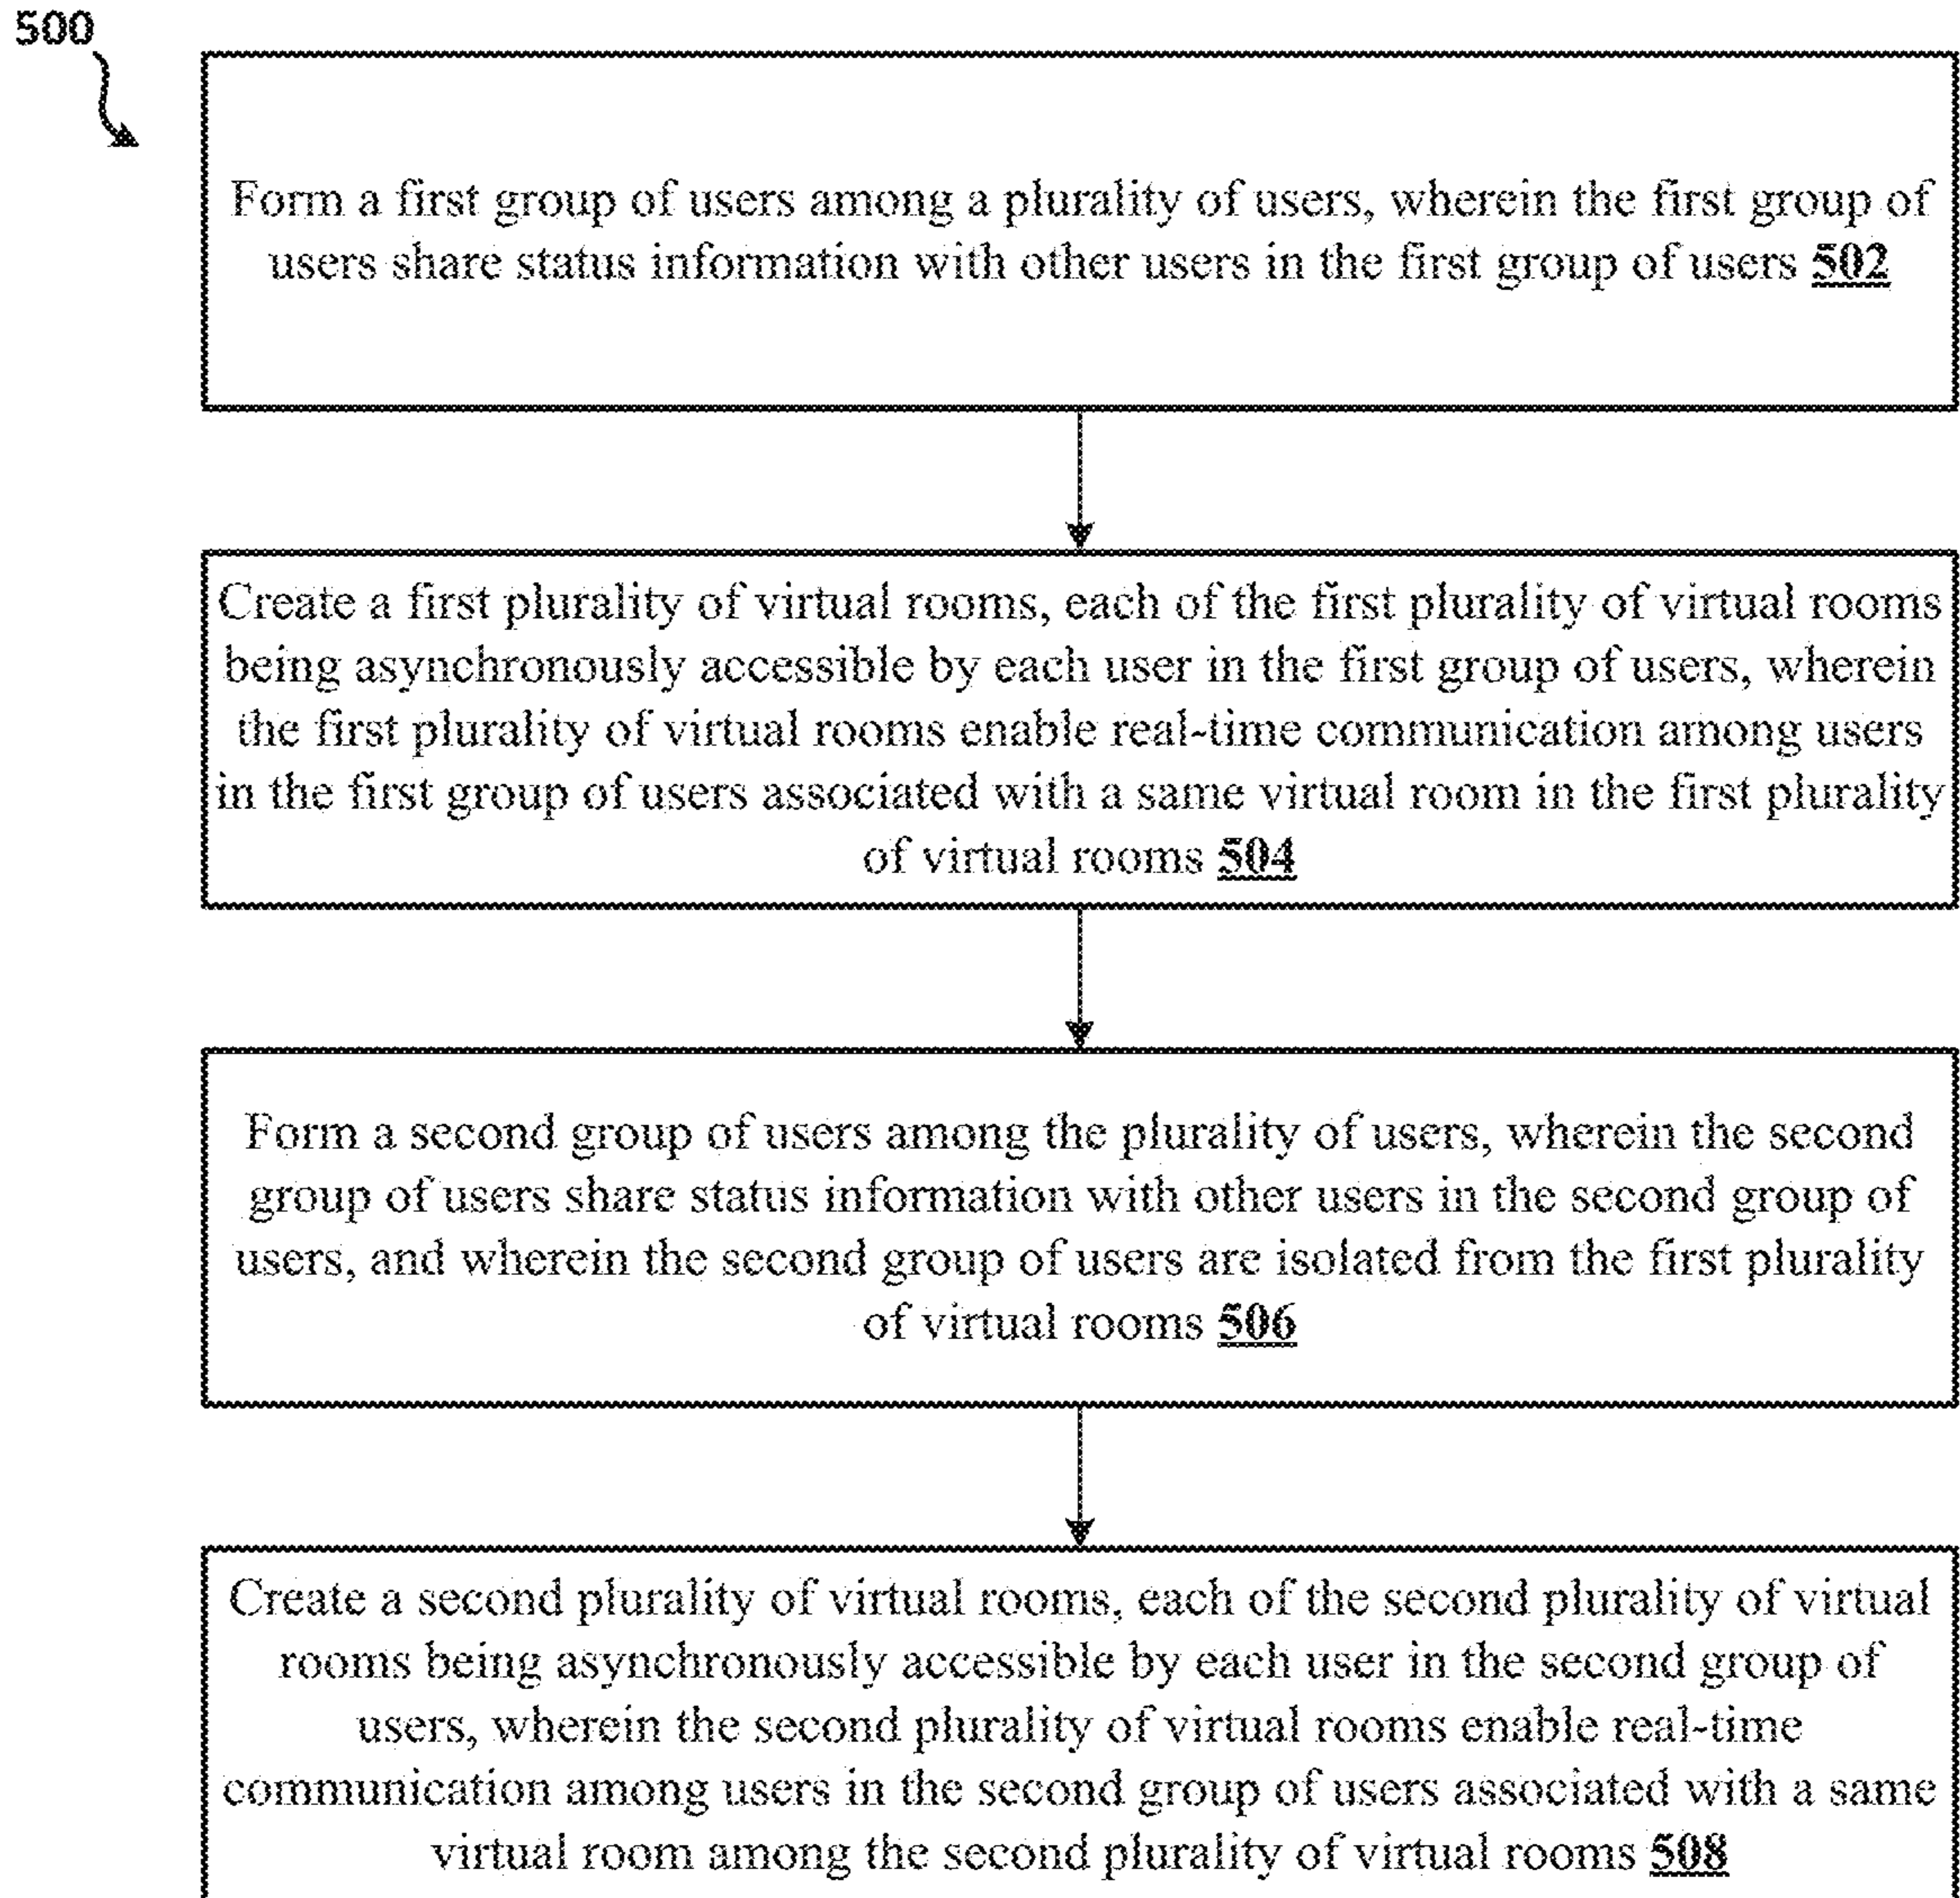 500
Form a first group of users among a plurality of users, wherein the first group of
users share status information with other users in the first group of users 502
Create a first plurality of virtual rooms, each of the first plurality of virtual rooms
being asynchronously accessible by each user in the first group of users, wherein
the first plurality of virtual rooms enable real-time communication among users
in the first group of users associated with a same virtual room in the first plurality
of virtual rooms 504
Form a second group of users among the plurality of users, wherein the second
group of users share status information with other users in the second group of
users, and wherein the second group of users are isolated from the first plurality
of virtual rooms 506
Create a second plurality of virtual rooms, each of the second plurality of virtual
rooms being asynchronously accessible by each user in the second group of
users, wherein the second plurality of virtual rooms enable real-time
communication among users in the second group of users associated with a same
virtual room among the second plurality of virtual rooms 508